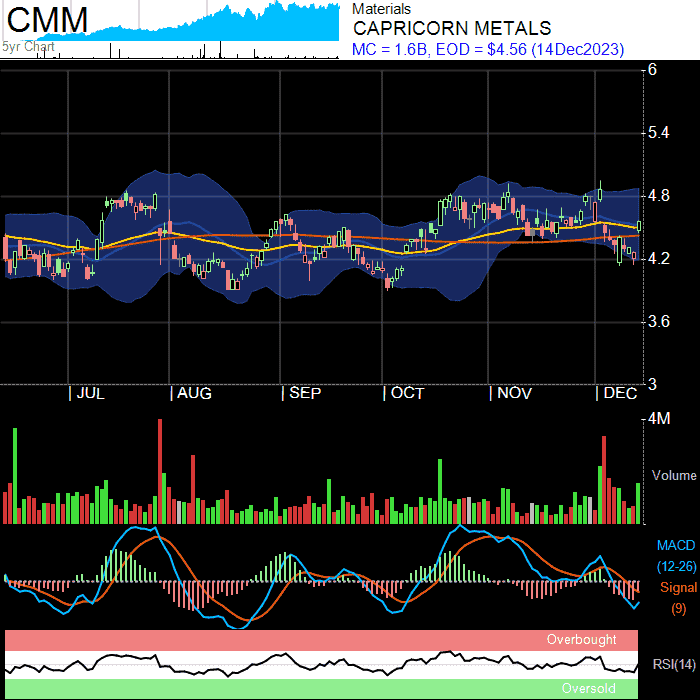 CMM
5yr Chart
Materials
CAPRICORN METALS
MC = 1.6B, EOD = $4.56 (14Dec2023)
6
5.4
4.8
4.2
3.6
3
JUL AUG SEP OCT NOV DEC
4M
Volume
MACD
(12-26)
Signal
(9)
Overbought
RSI(14)
Oversold